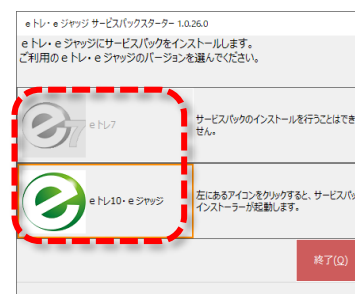 eトレ・eジャッジ サービスパックスターター 1.0.26.0
eトレ・eジャッジにサービスパックをインストールします。
ご利用のeトレ・eジャッジのバージョンを選んでください。
e7
eトレ7
サービスパックのインストールを行うことはでき
せん。
e
eトレ10・eジャッジ
左にあるアイコンをクリックすると、サービスパッ
インストーラーが起動します。
終了(Q)